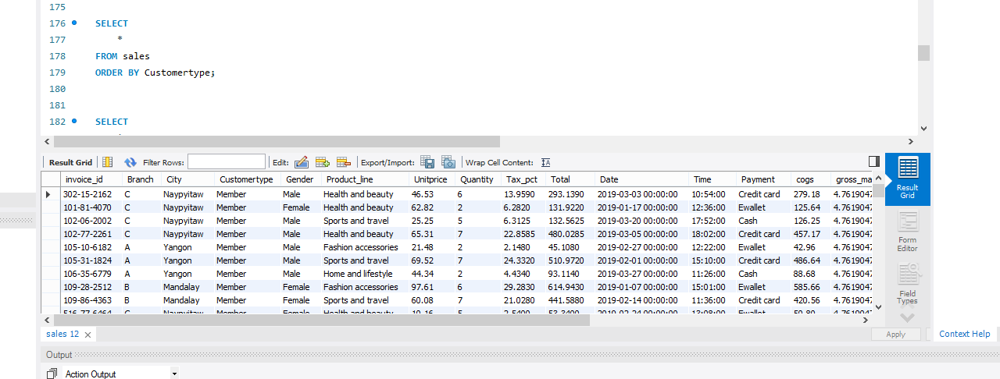 175
176 SELECT
177 *
178 FROM sales
179 ORDER BY Customertype;
180
181
182 SELECT
Result Grid Filter Rows: Edit: Export/Import: Wrap Cell Content:
invoice_id Branch City Customertype Gender Product_line Unitprice Quantity Tax_pct Total Date Time Payment cogs gross_ma
302-15-2162 C Naypyitaw Member Male Health and beauty 46.53 6 13.9590 293.1390 2019-03-03 00:00:00 10:54:00 Credit card 279.18 4.7619047
101-81-4070 C Naypyitaw Member Female Health and beauty 62.82 2 6.2820 131.9220 2019-01-17 00:00:00 12:36:00 Ewallet 125.64 4.7619047
102-06-2002 C Naypyitaw Member Male Sports and travel 25.25 5 6.3125 132.5625 2019-03-20 00:00:00 17:52:00 Cash 126.25 4.7619047
102-77-2261 C Naypyitaw Member Male Health and beauty 65.31 7 22.8585 480.0285 2019-03-05 00:00:00 18:02:00 Credit card 457.17 4.7619047
105-10-6182 A Yangon Member Male Fashion accessories 21.48 2 2.1480 45.1080 2019-02-27 00:00:00 12:22:00 Ewallet 42.96 4.7619047
105-31-1824 A Yangon Member Male Sports and travel 69.52 7 24.3320 510.9720 2019-02-01 00:00:00 15:10:00 Credit card 486.64 4.7619047
106-35-6779 A Yangon Member Male Home and lifestyle 44.34 2 4.4340 93.1140 2019-03-27 00:00:00 11:26:00 Cash 88.68 4.7619047
109-28-2512 B Mandalay Member Female Fashion accessories 97.61 6 29.2830 614.9430 2019-01-07 00:00:00 15:01:00 Ewallet 585.66 4.7619047
109-86-4363 B Mandalay Member Female Sports and travel 60.08 7 21.0280 441.5880 2019-02-14 00:00:00 11:36:00 Credit card 420.56 4.7619047
Result
Grid
Form
Editor
Field
Types
sales 12
Apply
Context Help
Output
Action Output